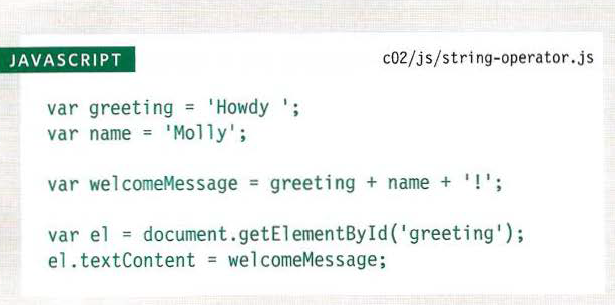 JAVASCRIPT
c02/js/string-operator.js
var greeting = 'Howdy ';
var name = 'Molly';
var welcomeMessage = greeting + name + '!';
var el = document.getElementById('greeting');
el.textContent = welcomeMessage;